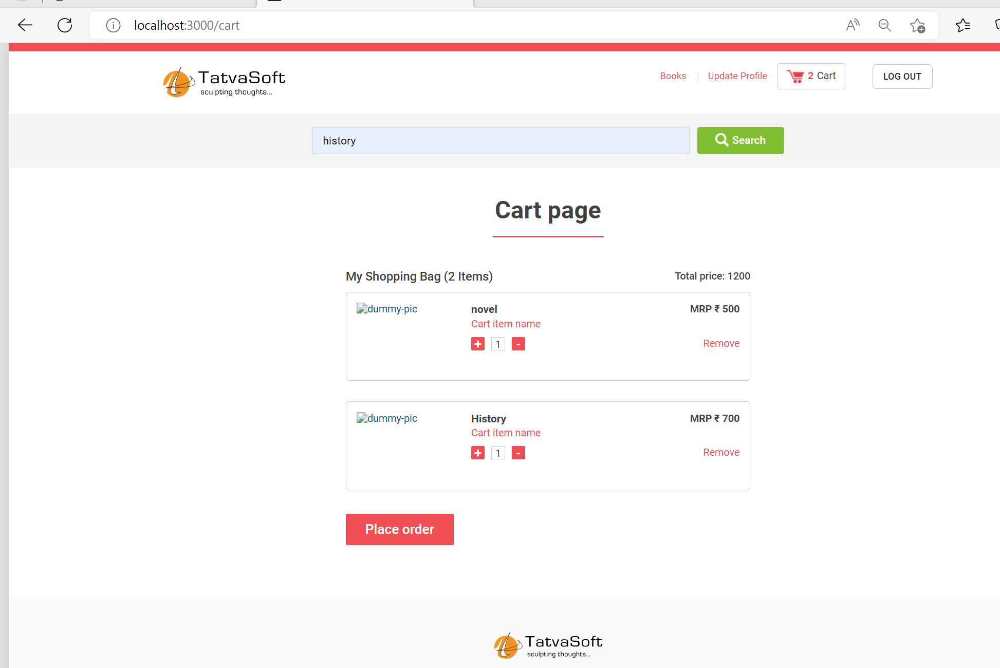 localhost:3000/cart
TatvaSoft
sculpting thoughts...
Books
Update Profile
2 Cart
LOG OUT
history
Search
Cart page
My Shopping Bag (2 Items)
Total price: 1200
dummy-pic
novel
MRP ₹ 500
Cart item name
+ 1 -
Remove
dummy-pic
History
MRP ₹ 700
Cart item name
+ 1 -
Remove
Place order
TatvaSoft
sculpting thoughts...